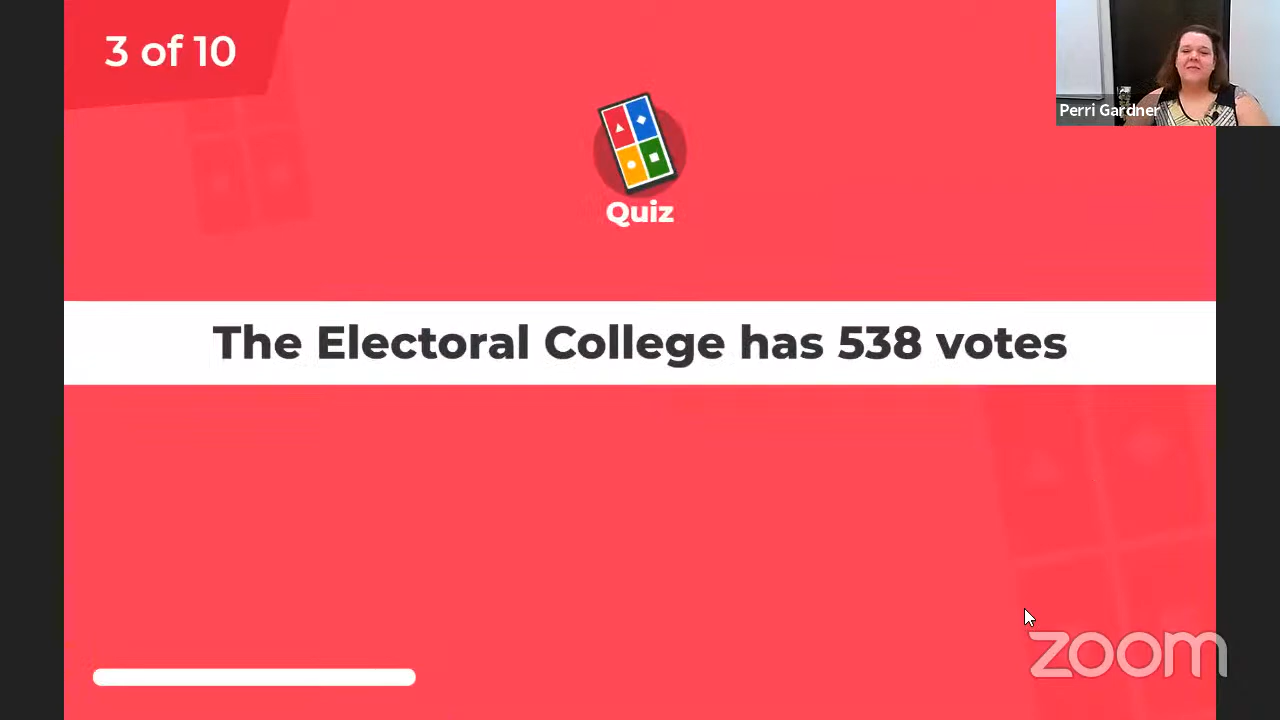 3 of 10
Perri Gardner
Quiz
The Electoral College has 538 votes
zoom